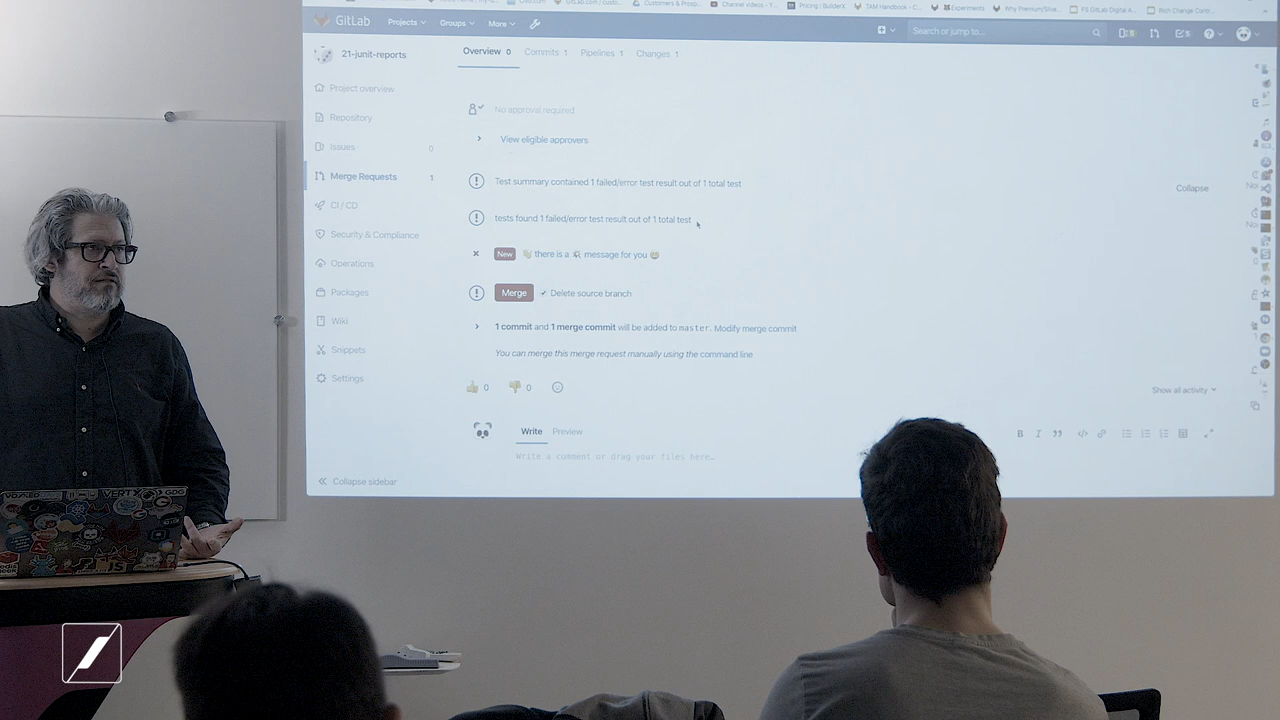 GitLab Projects Groups More Search or jump to...
21-junit-reports
Overview 0 Commits 1 Pipelines 1 Changes 1
Project overview
Repository
Issues 0
Merge Requests 1
CI / CD
Security & Compliance
Operations
Packages
Wiki
Snippets
Settings
Collapse sidebar
No approval required
View eligible approvers
Test summary contained 1 failed/error test result out of 1 total test
Collapse
tests found 1 failed/error test result out of 1 total test
New 👋 there is a message for you 😄
Merge Delete source branch
1 commit and 1 merge commit will be added to master. Modify merge commit
You can merge this merge request manually using the command line
👍 0 👎 0
Show all activity
Write Preview
B I
Write a comment or drag your files here…
JS